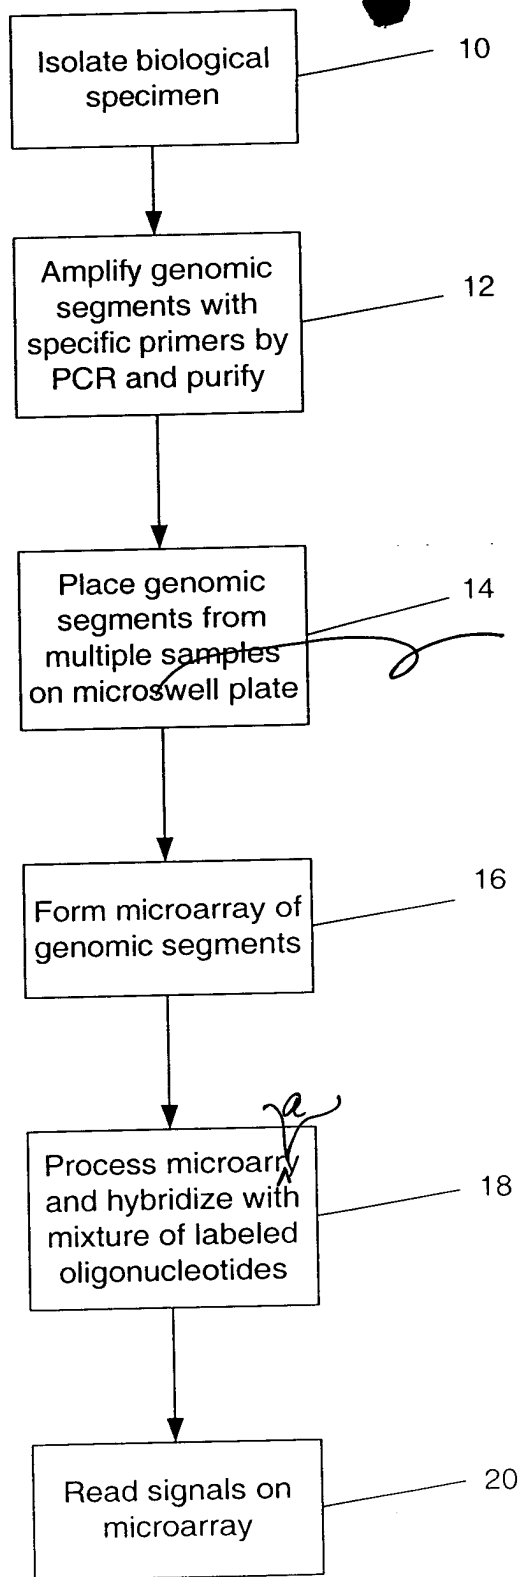 Isolate biological
specimen
10
Amplify genomic
segments with
specific primers by
PCR and purify
12
Place genomic
segments from
multiple samples
on microswell plate
14
Form microarray of
genomic segments
16
a
Process microarry
and hybridize with
mixture of labeled
oligonucleotides
18
Read signals on
microarray
20